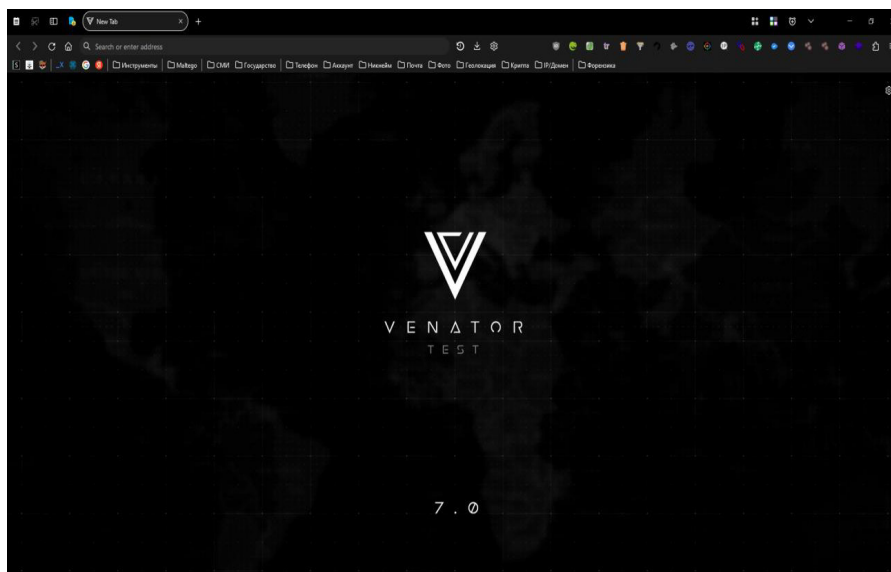 New Tab
Search or enter address
Инструменты Maltego СМИ Государство Телефон Аккаунт Никнейм Почта Фото Геолокация Крипта IP/Домен Форензика
VENATOR
TEST
7.0